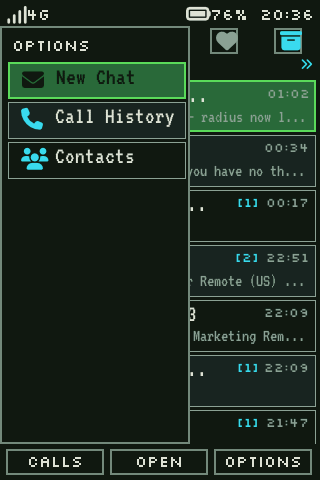 4G 76% 20:36
OPTIONS
New Chat
Call History
Contacts
»
.. 01:02
radius now l...
00:34
you have no th...
.. [1] 00:17
[2] 22:51
Remote (US) ...
3 22:09
Marketing Rem...
.. [1] 22:09
[1] 21:47
CALLS OPEN OPTIONS